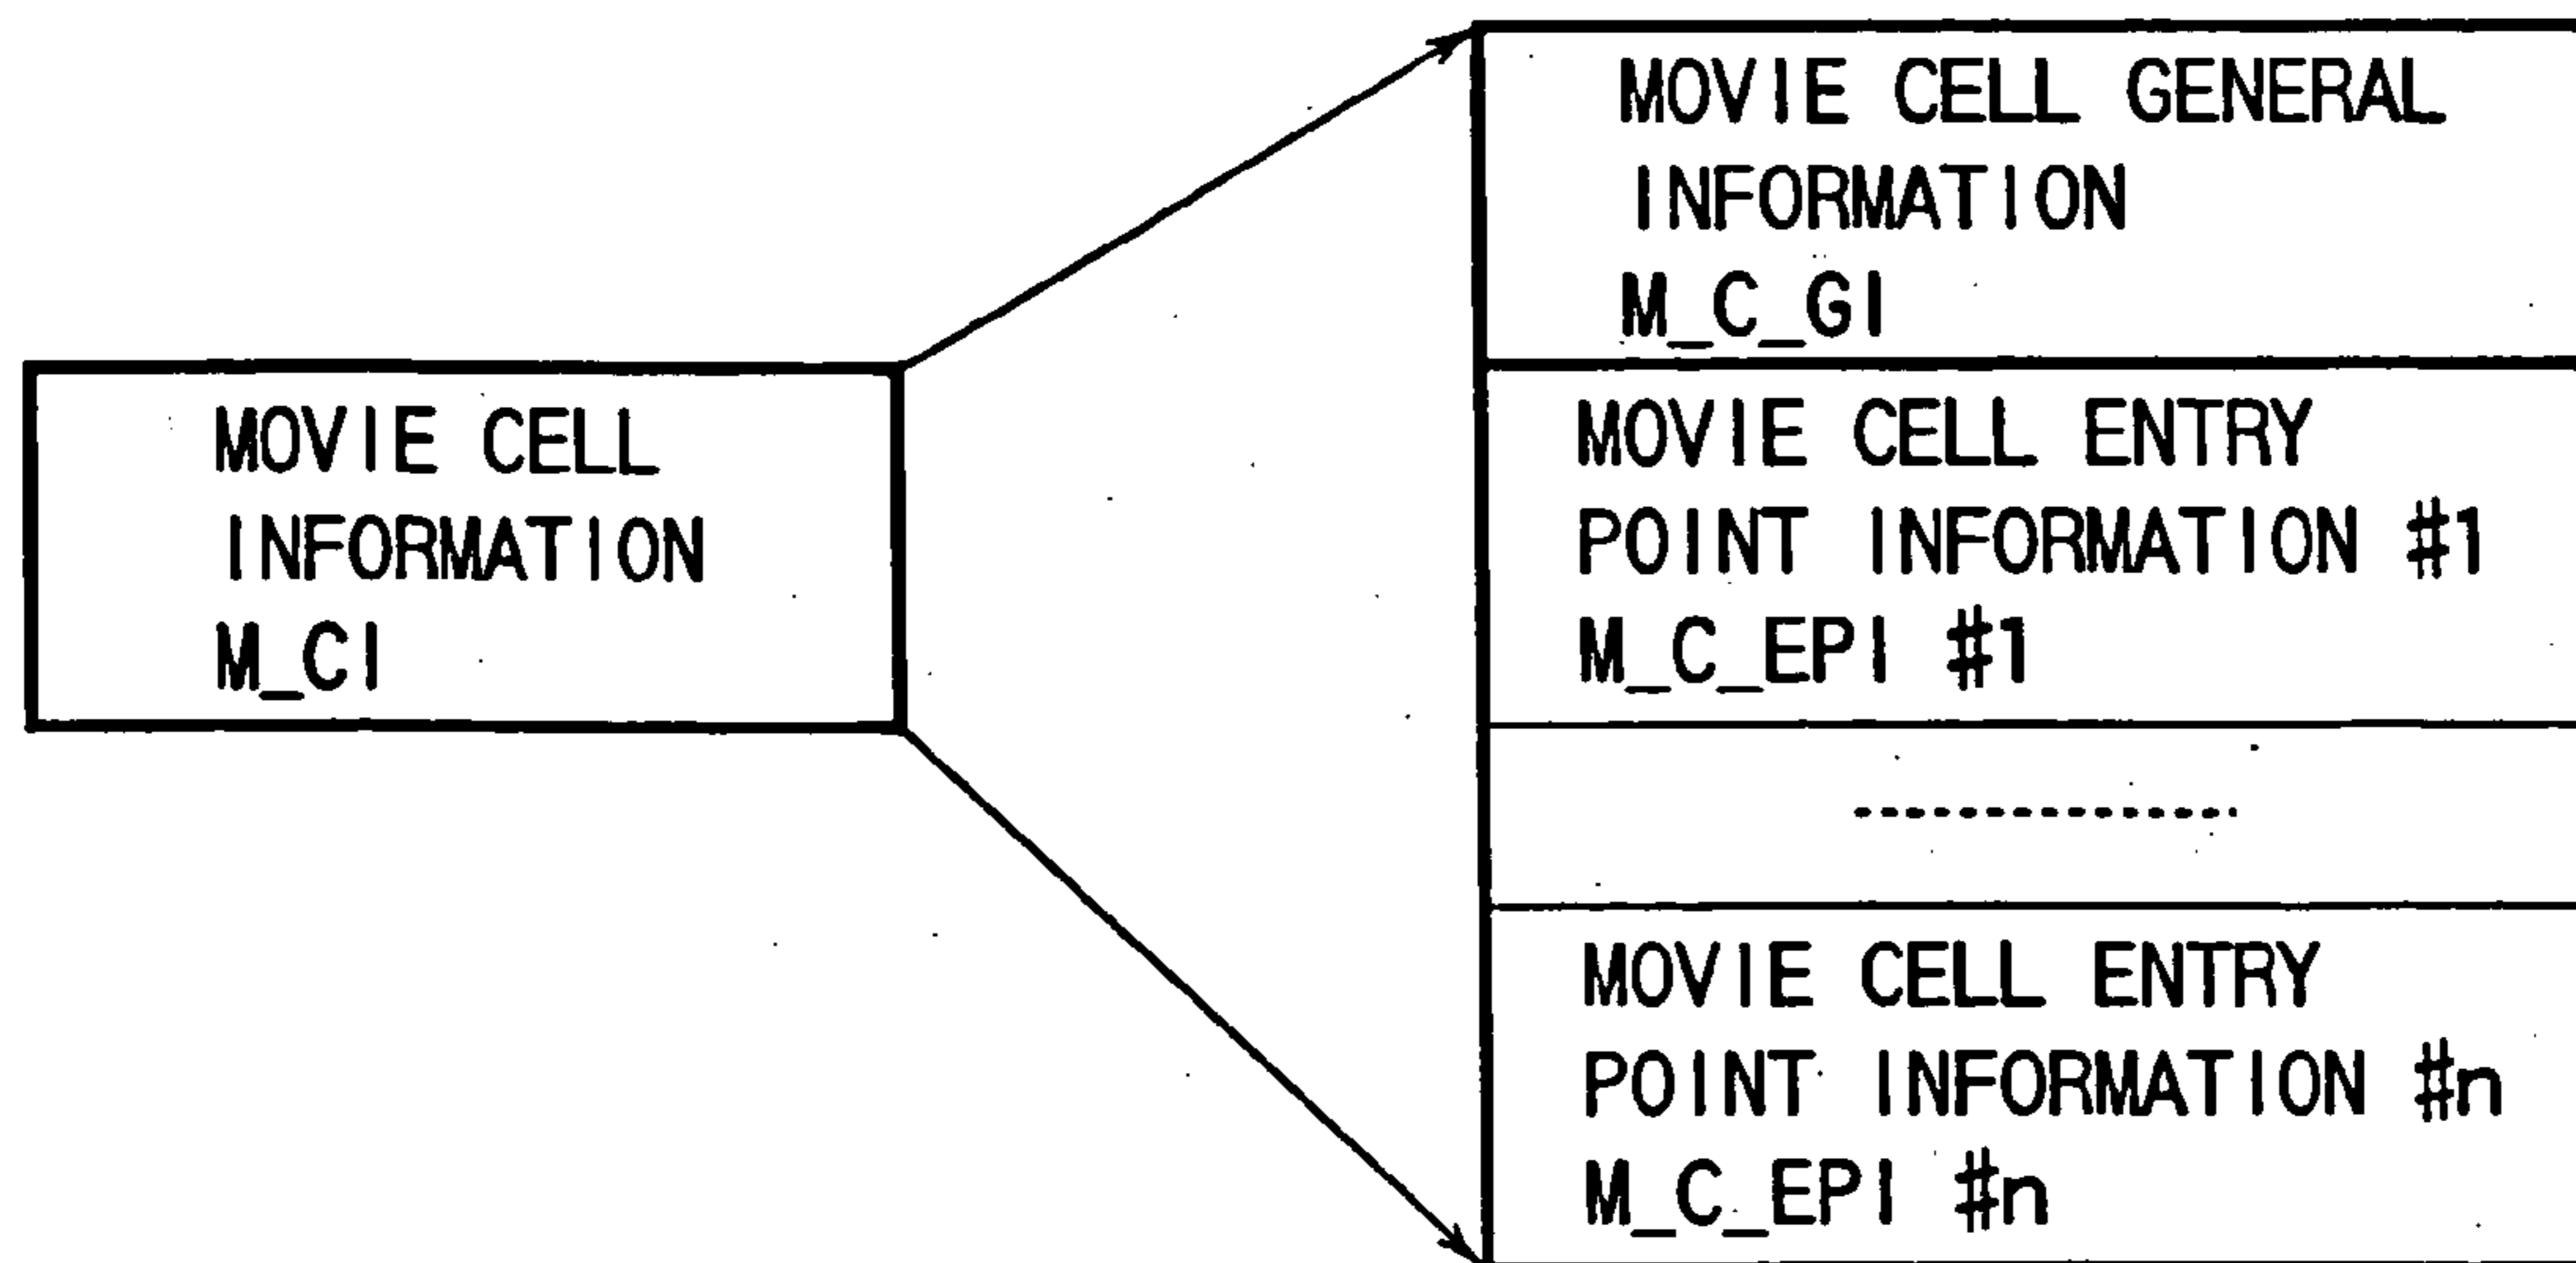 MOVIE CELL
INFORMATION
M_CI
MOVIE CELL GENERAL
INFORMATION
M_C_GI
MOVIE CELL ENTRY
POINT INFORMATION #1
M_C_EPI #1
MOVIE CELL ENTRY
POINT INFORMATION #n
M_C_EPI #n